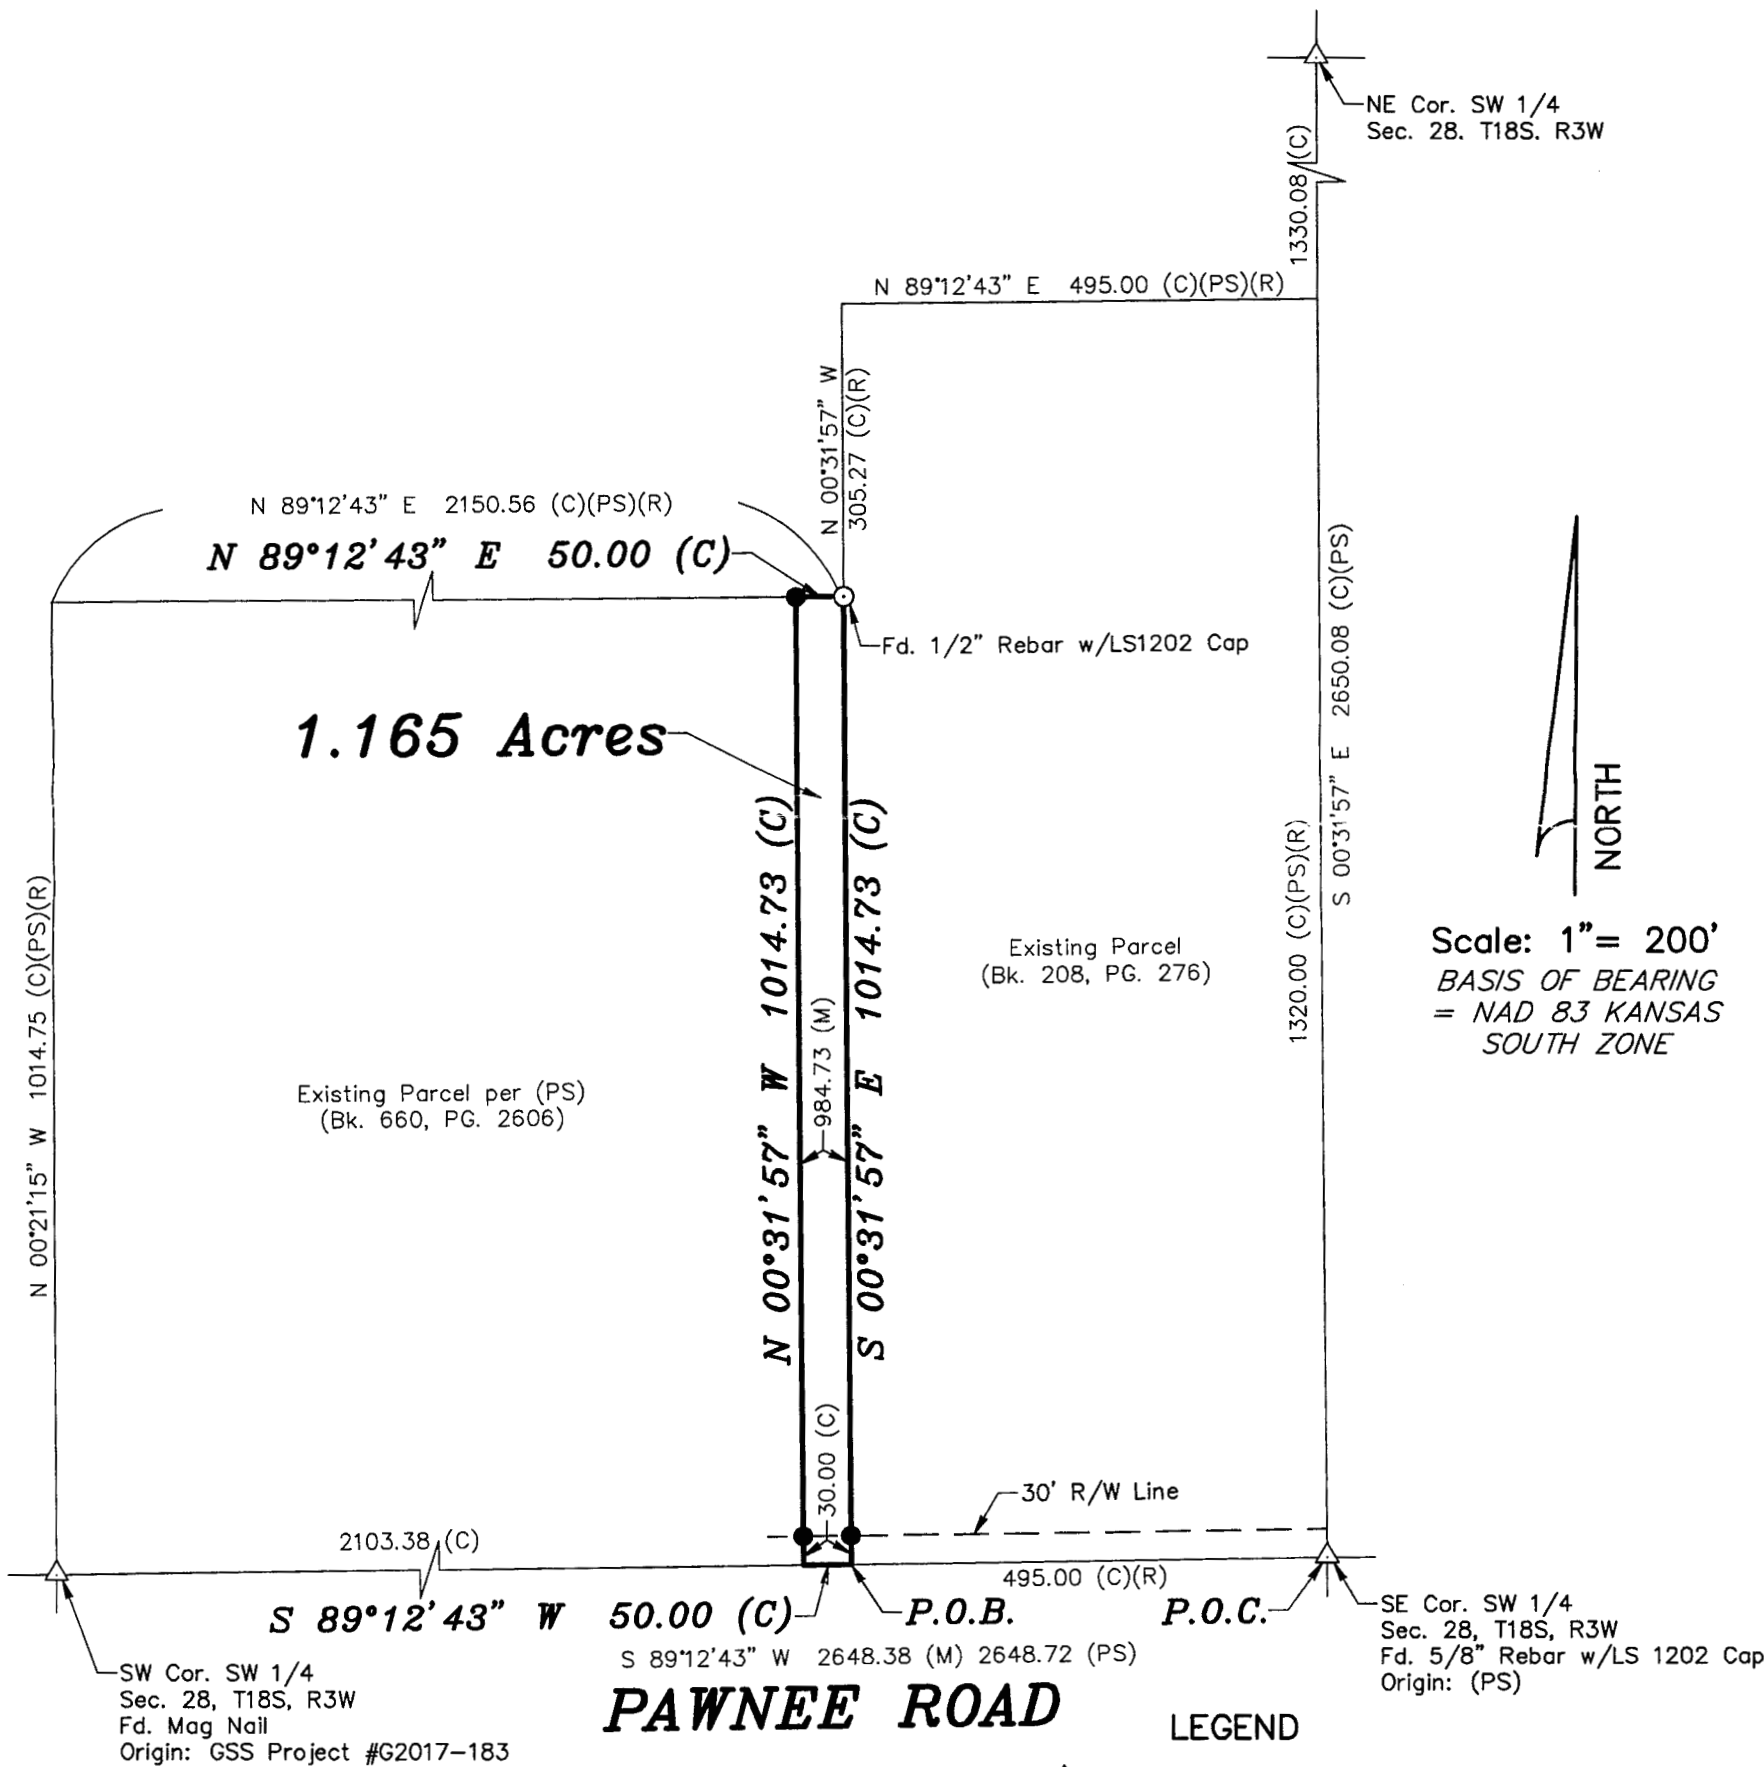 NE Cor. SW 1/4
Sec. 28. T18S. R3W
1330.08 (C)
N 89°12'43" E 495.00 (C)(PS)(R)
N 00°31'57" W
305.27 (C)(R)
N 89°12'43" E 2150.56 (C)(PS)(R)
N 89°12'43" E 50.00 (C)
Fd. 1/2" Rebar w/LS1202 Cap
1.165 Acres
S 00°31'57" E 2650.08 (C)(PS)
1320.00 (C)(PS)(R)
NORTH
Scale: 1"= 200'
BASIS OF BEARING
= NAD 83 KANSAS
SOUTH ZONE
N 00°21'15" W 1014.75 (C)(PS)(R)
N 00°31'57" W 1014.73 (C)
984.73 (M)
S 00°31'57" E 1014.73 (C)
Existing Parcel
(Bk. 208, PG. 276)
Existing Parcel per (PS)
(Bk. 660, PG. 2606)
30.00 (C)
30' R/W Line
2103.38 (C)
495.00 (C)(R)
S 89°12'43" W 50.00 (C)
P.O.B.
P.O.C.
SE Cor. SW 1/4
Sec. 28, T18S, R3W
Fd. 5/8" Rebar w/LS 1202 Cap
Origin: (PS)
S 89°12'43" W 2648.38 (M) 2648.72 (PS)
SW Cor. SW 1/4
Sec. 28, T18S, R3W
Fd. Mag Nail
Origin: GSS Project #G2017-183
PAWNEE ROAD
LEGEND